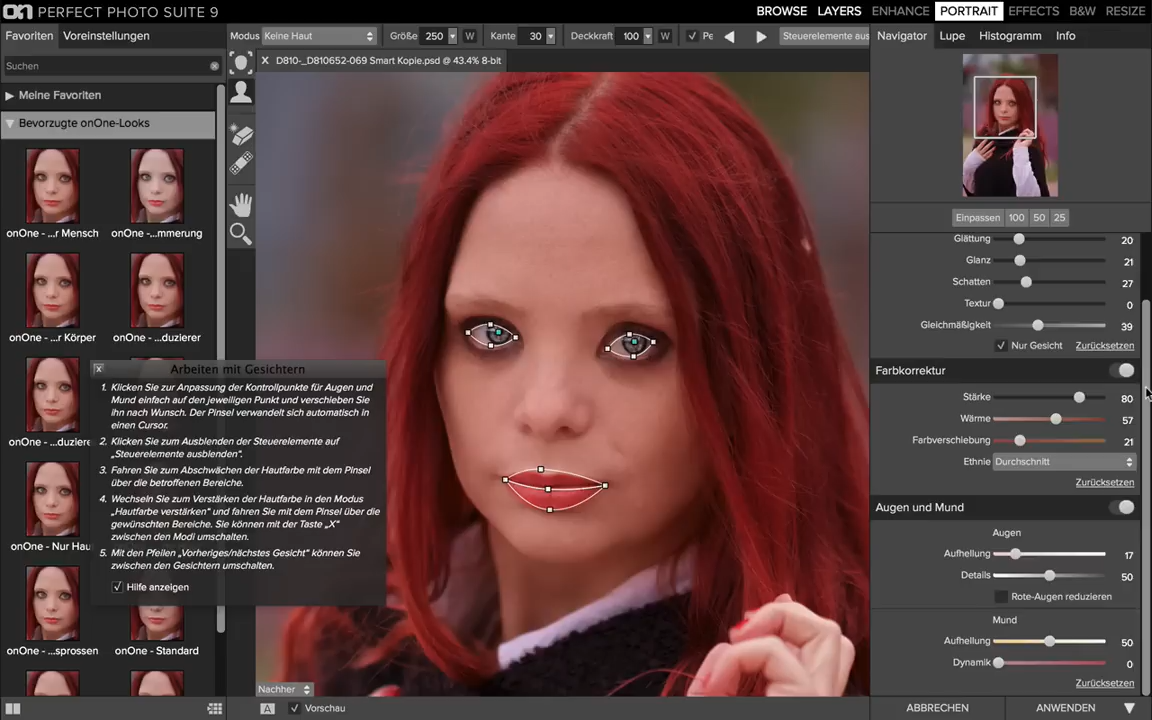 on PERFECT PHOTO SUITE 9
BROWSE LAYERS ENHANCE PORTRAIT EFFECTS B&W RESIZE
Favoriten Voreinstellungen
Modus Keine Haut Größe 250 W Kante 30 Deckkraft 100 W Pe Steuerelemente aus
Navigator Lupe Histogramm Info
Suchen
X D810-_D810652-069 Smart Kopie.psd @ 43.4% 8-bit
Meine Favoriten
Bevorzugte onOne-Looks
onOne - ...r Mensch onOne -...mmerung
onOne - ...r Körper onOne - ...duzierer
onOne - ...duziere
onOne - Nur Hau
onOne - ...sprossen onOne - Standard
X Arbeiten mit Gesichtern
1. Klicken Sie zur Anpassung der Kontrollpunkte für Augen und
Mund einfach auf den jeweiligen Punkt und verschieben Sie
ihn nach Wunsch. Der Pinsel verwandelt sich automatisch in
einen Cursor.
2. Klicken Sie zum Ausblenden der Steuerelemente auf
„Steuerelemente ausblenden".
3. Fahren Sie zum Abschwächen der Hautfarbe mit dem Pinsel
über die betroffenen Bereiche.
4. Wechseln Sie zum Verstärken der Hautfarbe in den Modus
„Hautfarbe verstärken" und fahren Sie mit dem Pinsel über die
gewünschten Bereiche. Sie können mit der Taste „X"
zwischen den Modi umschalten.
5. Mit den Pfeilen „Vorheriges/nächstes Gesicht" können Sie
zwischen den Gesichtern umschalten.
Hilfe anzeigen
Nachher
A Vorschau
Einpassen 100 50 25
Glättung 20
Glanz 21
Schatten 27
Textur 0
Gleichmäßigkeit 39
Nur Gesicht Zurücksetzen
Farbkorrektur
Stärke 80
Wärme 57
Farbverschiebung 21
Ethnie Durchschnitt
Zurücksetzen
Augen und Mund
Augen
Aufhellung 17
Details 50
Rote-Augen reduzieren
Mund
Aufhellung 50
Dynamik 0
Zurücksetzen
ABBRECHEN ANWENDEN